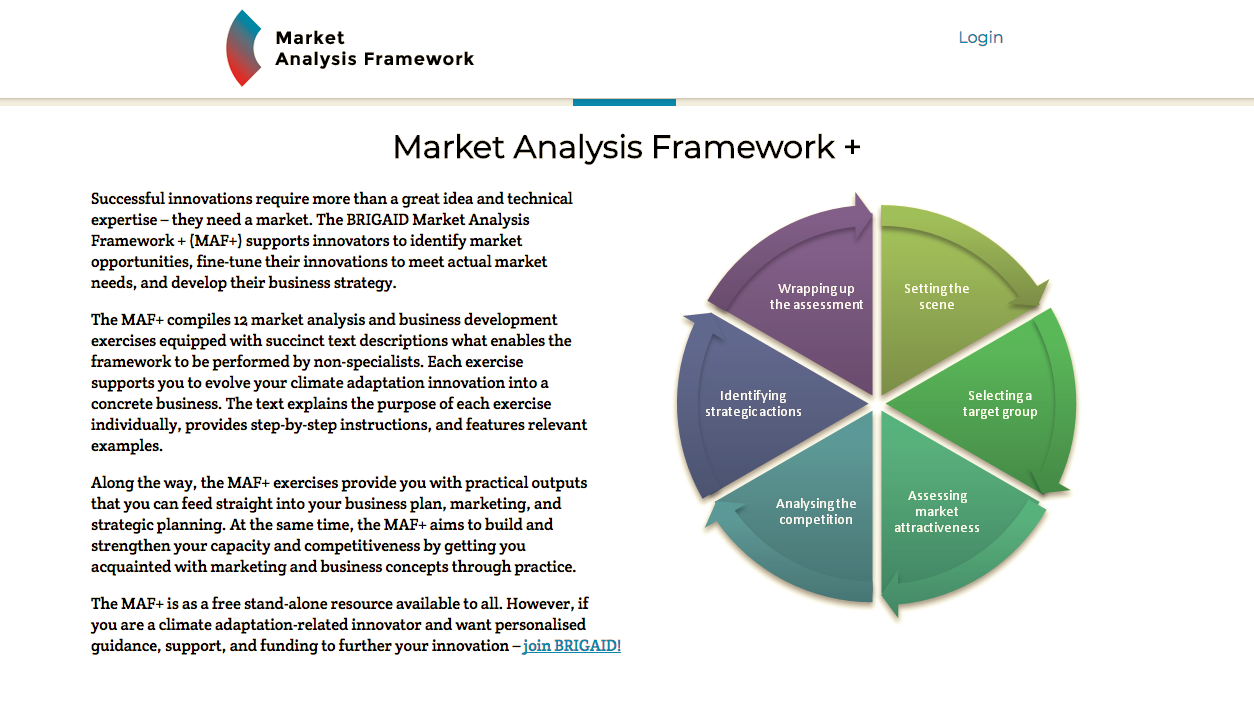 Market
Analysis Framework
Login
Market Analysis Framework +
Successful innovations require more than a great idea and technical
expertise – they need a market. The BRIGAID Market Analysis
Framework + (MAF+) supports innovators to identify market
opportunities, fine-tune their innovations to meet actual market
needs, and develop their business strategy.
The MAF+ compiles 12 market analysis and business development
exercises equipped with succinct text descriptions what enables the
framework to be performed by non-specialists. Each exercise
supports you to evolve your climate adaptation innovation into a
concrete business. The text explains the purpose of each exercise
individually, provides step-by-step instructions, and features relevant
examples.
Along the way, the MAF+ exercises provide you with practical outputs
that you can feed straight into your business plan, marketing, and
strategic planning. At the same time, the MAF+ aims to build and
strengthen your capacity and competitiveness by getting you
acquainted with marketing and business concepts through practice.
The MAF+ is as a free stand-alone resource available to all. However, if
you are a climate adaptation-related innovator and want personalised
guidance, support, and funding to further your innovation – join BRIGAID!
Setting the
scene
Selecting a
target group
Assessing
market
attractiveness
Analysing the
competition
Identifying
strategic actions
Wrapping up
the assessment